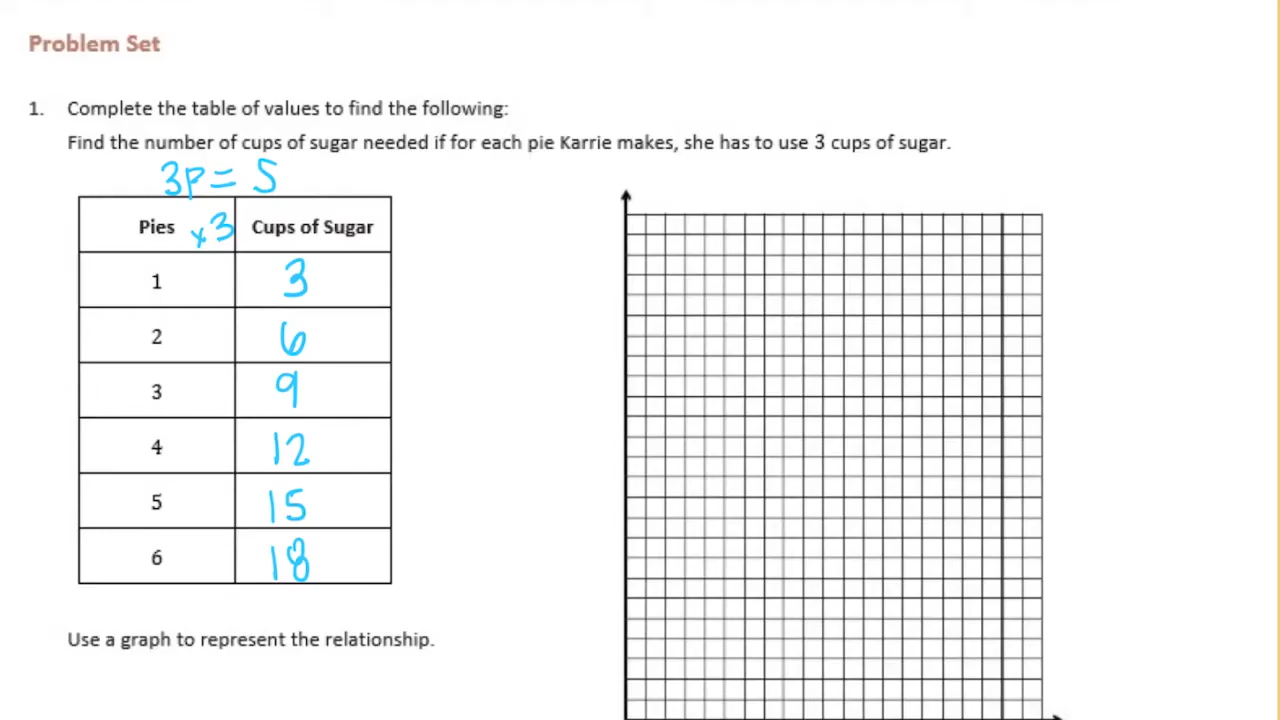 Problem Set
1. Complete the table of values to find the following:
Find the number of cups of sugar needed if for each pie Karrie makes, she has to use 3 cups of sugar.
3P = S
Pies x3 Cups of Sugar
1 3
2 6
3 9
4 12
5 15
6 18
Use a graph to represent the relationship.